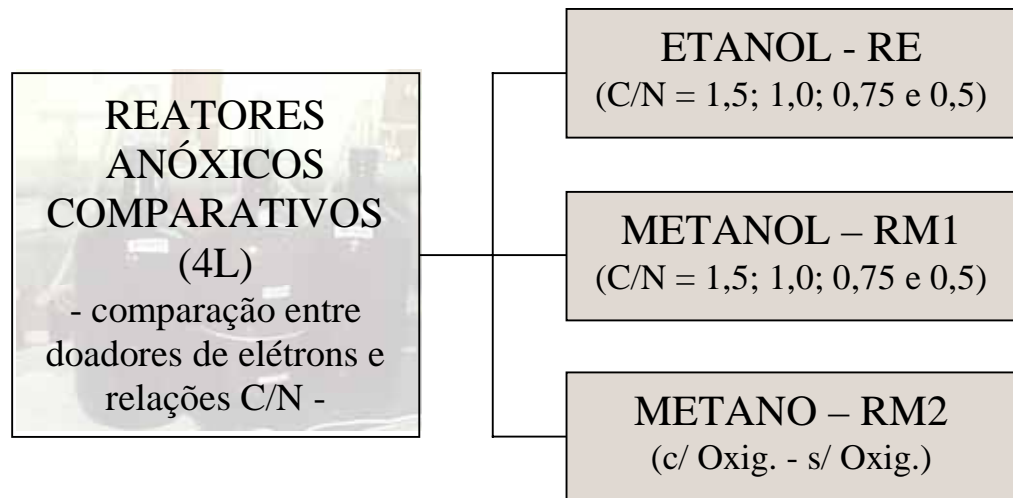 REATORES
ANÓXICOS
COMPARATIVOS
(4L)
- comparação entre
doadores de elétrons e
relações C/N -
ETANOL - RE
(C/N = 1,5; 1,0; 0,75 e 0,5)
METANOL – RM1
(C/N = 1,5; 1,0; 0,75 e 0,5)
METANO – RM2
(c/ Oxig. - s/ Oxig.)